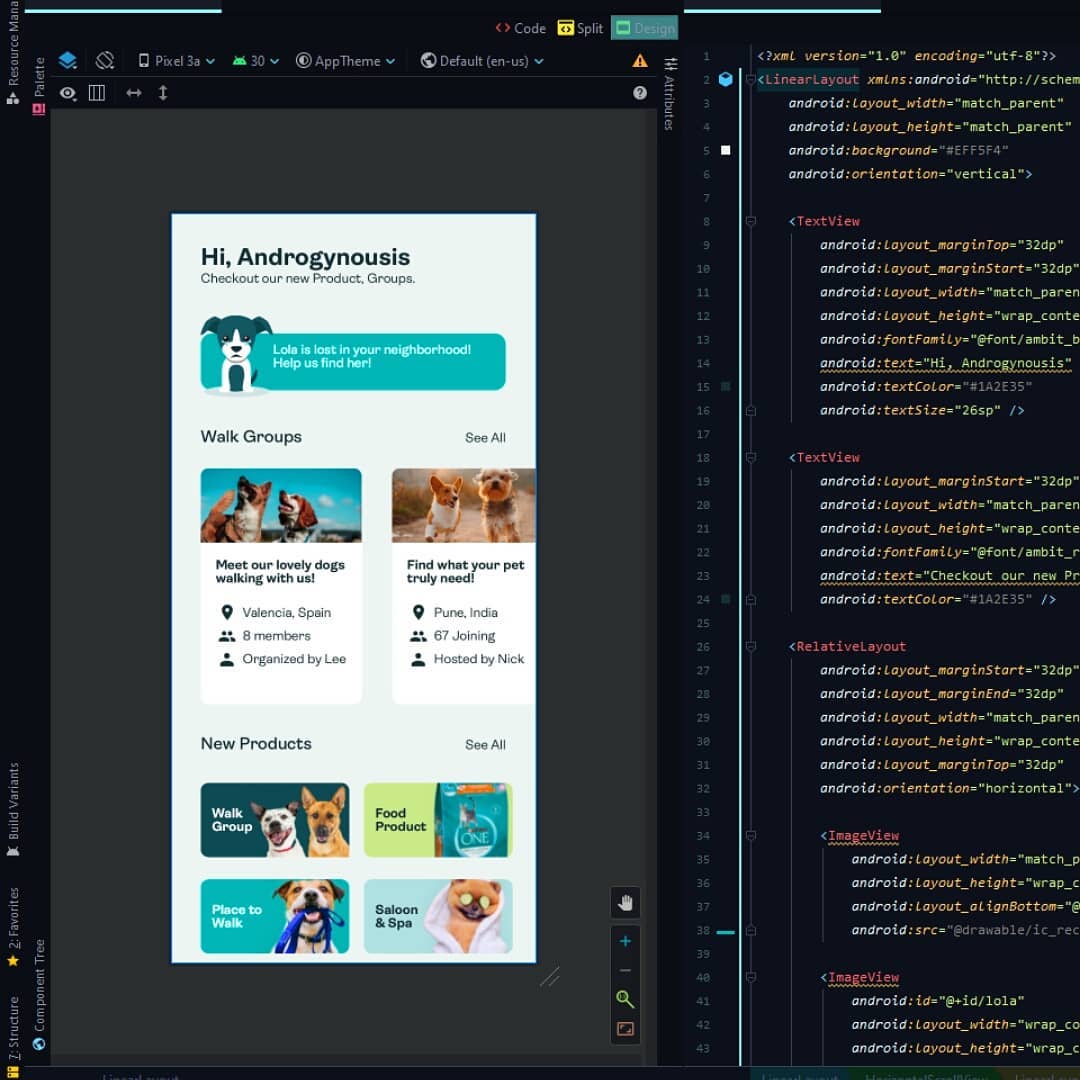 Resource Mana
Palette
Build Variants
2: Favorites
Component Tree
7: Structure
Code
Split
Design
Pixel 3a
30
AppTheme
Default (en-us)
Attributes
Hi, Androgynousis
Checkout our new Product, Groups.
Lola is lost in your neighborhood!
Help us find her!
Walk Groups
See All
Meet our lovely dogs
walking with us!
Valencia, Spain
8 members
Organized by Lee
Find what your pet
truly need!
Pune, India
67 Joining
Hosted by Nick
New Products
See All
Walk
Group
Food
Product
ONE
Place to
Walk
Saloon
& Spa
1 <?xml version="1.0" encoding="utf-8"?>
2 <LinearLayout xmlns:android="http://schem
3 android:layout_width="match_parent"
4 android:layout_height="match_parent"
5 android:background="#EFF5F4"
6 android:orientation="vertical">
7
8 <TextView
9 android:layout_marginTop="32dp"
10 android:layout_marginStart="32dp"
11 android:layout_width="match_paren
12 android:layout_height="wrap_conte
13 android:fontFamily="@font/ambit_b
14 android:text="Hi, Androgynousis"
15 android:textColor="#1A2E35"
16 android:textSize="26sp" />
17
18 <TextView
19 android:layout_marginStart="32dp"
20 android:layout_width="match_paren
21 android:layout_height="wrap_conte
22 android:fontFamily="@font/ambit_r
23 android:text="Checkout our new Pr
24 android:textColor="#1A2E35" />
25
26 <RelativeLayout
27 android:layout_marginStart="32dp"
28 android:layout_marginEnd="32dp"
29 android:layout_width="match_paren
30 android:layout_height="wrap_conte
31 android:layout_marginTop="32dp"
32 android:orientation="horizontal">
33
34 <ImageView
35 android:layout_width="match_p
36 android:layout_height="wrap_c
37 android:layout_alignBottom="@
38 android:src="@drawable/ic_rec
39
40 <ImageView
41 android:id="@+id/lola"
42 android:layout_width="wrap_co
43 android:layout_height="wrap_c
LinearLayout
LinearLayout
HorizontalScrollView
LinearLayout